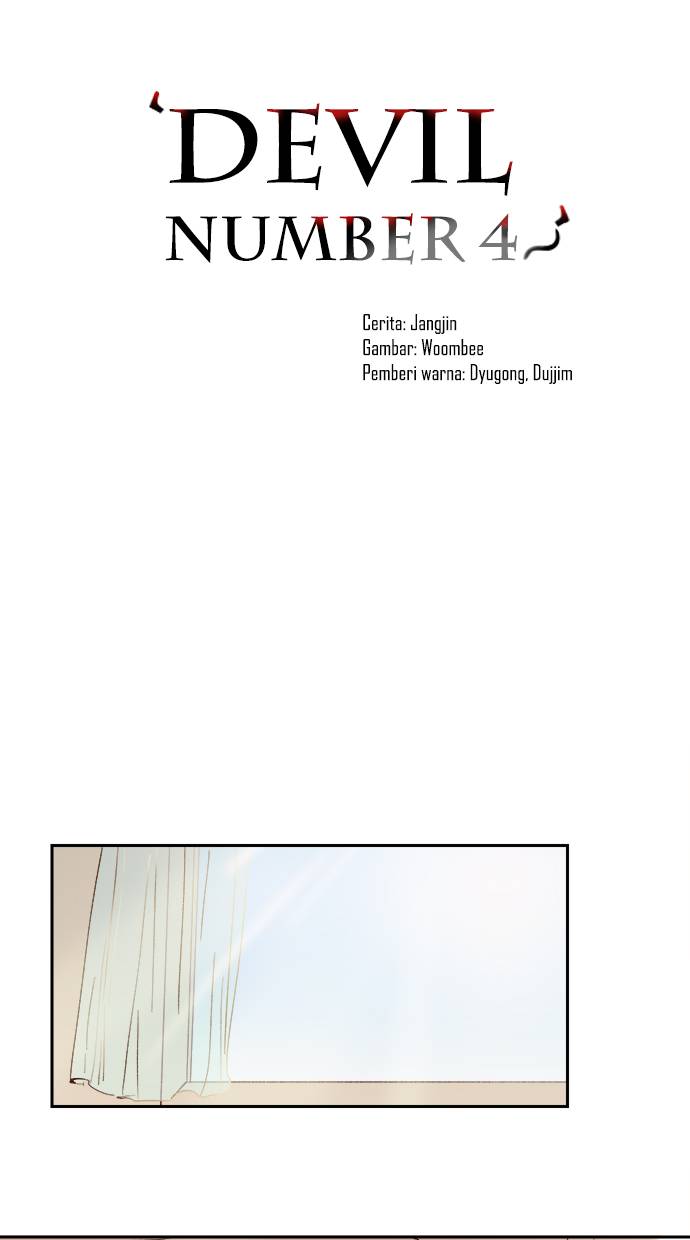 DEVIL
NUMBER 4
Cerita: Jangjin
Gambar: Woombee
Pemberi warna: Dyugong, Dujjim